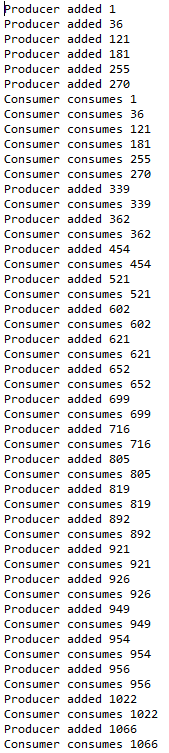 Producer added 1
Producer added 36
Producer added 121
Producer added 181
Producer added 255
Producer added 270
Consumer consumes 1
Consumer consumes 36
Consumer consumes 121
Consumer consumes 181
Consumer consumes 255
Consumer consumes 270
Producer added 339
Consumer consumes 339
Producer added 362
Consumer consumes 362
Producer added 454
Consumer consumes 454
Producer added 521
Consumer consumes 521
Producer added 602
Consumer consumes 602
Producer added 621
Consumer consumes 621
Producer added 652
Consumer consumes 652
Producer added 699
Consumer consumes 699
Producer added 716
Consumer consumes 716
Producer added 805
Consumer consumes 805
Producer added 819
Consumer consumes 819
Producer added 892
Consumer consumes 892
Producer added 921
Consumer consumes 921
Producer added 926
Consumer consumes 926
Producer added 949
Consumer consumes 949
Producer added 954
Consumer consumes 954
Producer added 956
Consumer consumes 956
Producer added 1022
Consumer consumes 1022
Producer added 1066
Consumer consumes 1066